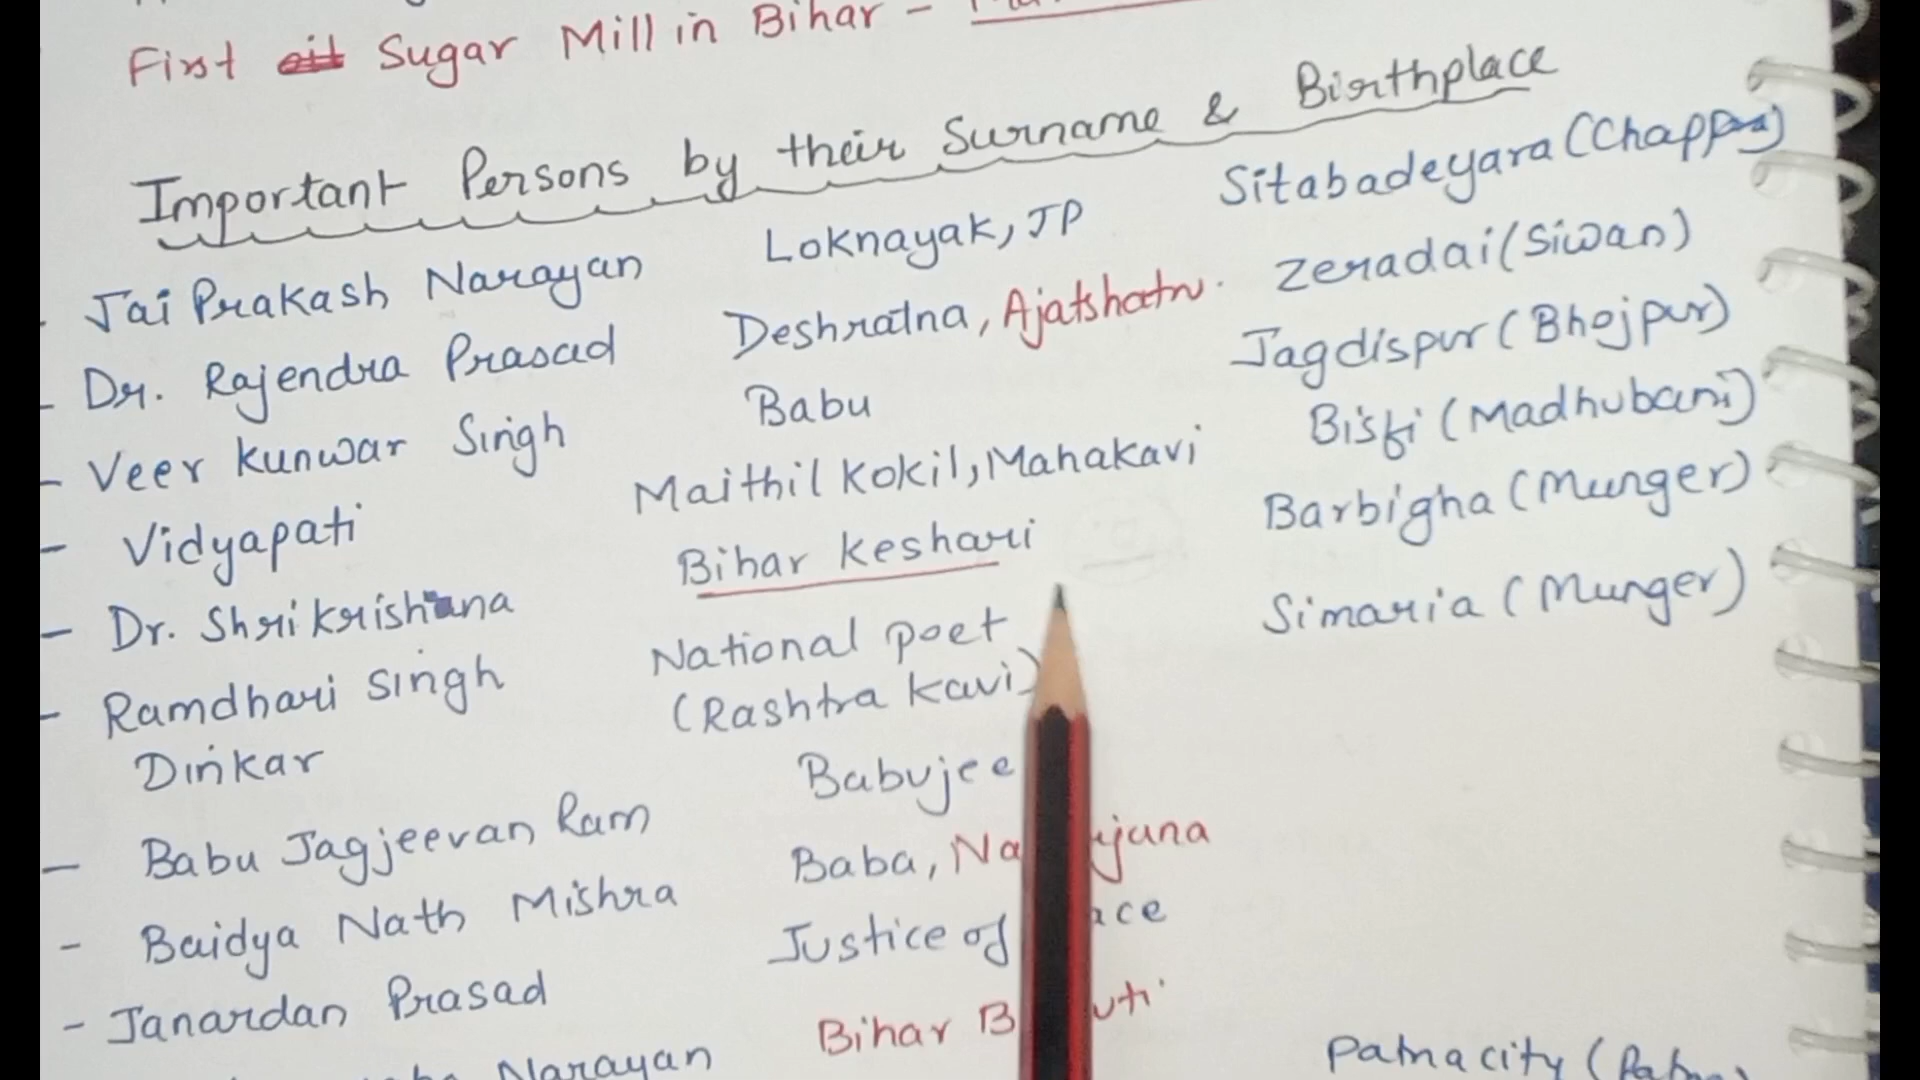 First Sugar Mill in Bihar -
Important Persons by their Surname & Birthplace
Jai Prakash Narayan Loknayak, JP Sitabadeyara (Chappra)
- Dr. Rajendra Prasad Deshratna, Ajatshatru. Zeradai (Siwan)
- Veer Kunwar Singh Babu Jagdispur (Bhojpur)
- Vidyapati Maithil Kokil, Mahakavi Bisfi (Madhubani)
- Dr. Shrikrishna Bihar Keshari Barbigha (Munger)
- Ramdhari Singh National poet Simaria (Munger)
Dinkar (Rashtra Kavi)
- Babu Jagjeevan Ram Babujee
- Baidya Nath Mishra Baba,
- Janardan Prasad Justice of
Narayan Bihar Patna city (